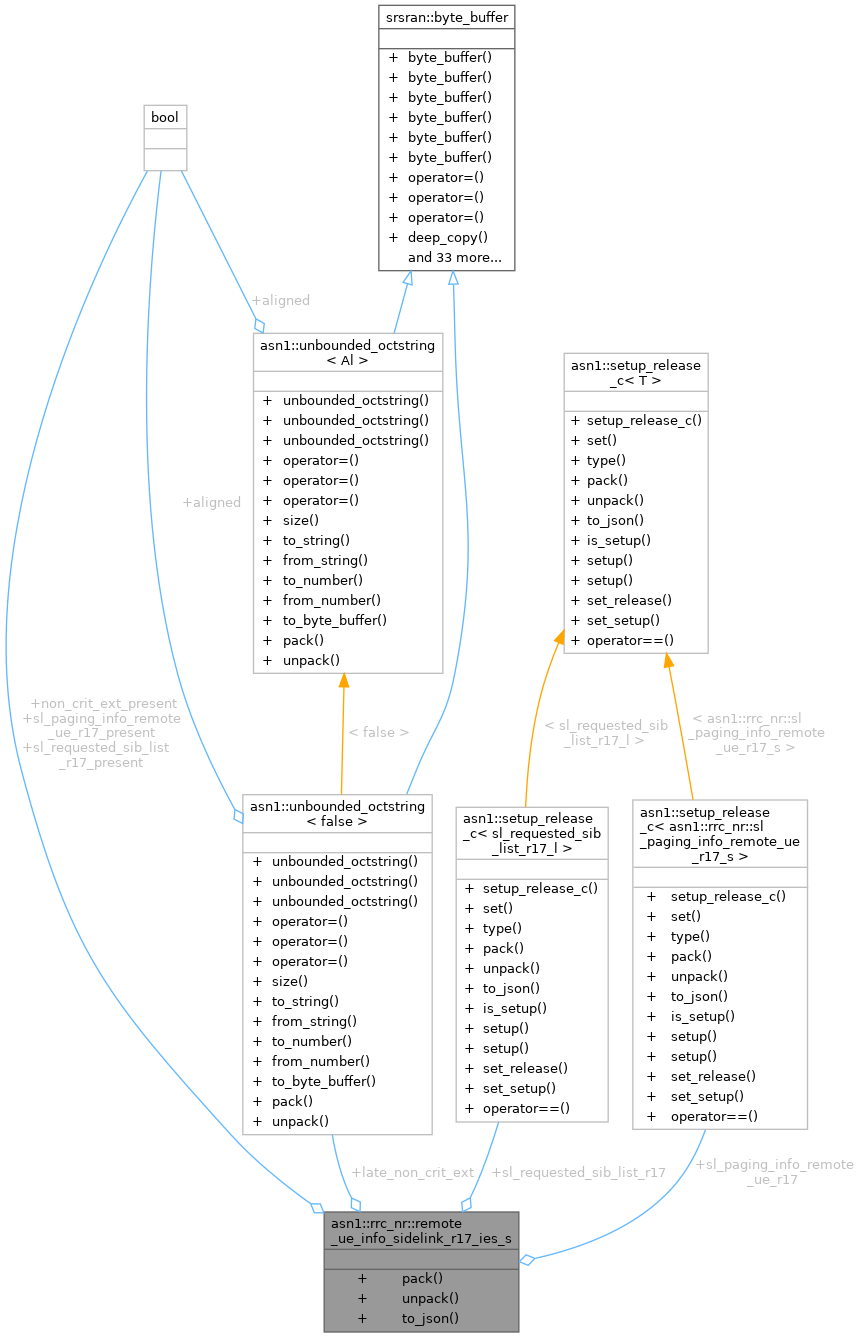 srsran::byte_buffer
+ byte_buffer()
+ byte_buffer()
+ byte_buffer()
+ byte_buffer()
+ byte_buffer()
+ byte_buffer()
+ operator=()
+ operator=()
+ operator=()
+ deep_copy()
and 33 more...
bool
+aligned
asn1::unbounded_octstring
< Al >
+ unbounded_octstring()
+ unbounded_octstring()
+ unbounded_octstring()
+ operator=()
+ operator=()
+ operator=()
+ size()
+ to_string()
+ from_string()
+ to_number()
+ from_number()
+ to_byte_buffer()
+ pack()
+ unpack()
asn1::setup_release
_c< T >
+ setup_release_c()
+ set()
+ type()
+ pack()
+ unpack()
+ to_json()
+ is_setup()
+ setup()
+ setup()
+ set_release()
+ set_setup()
+ operator==()
+aligned
+non_crit_ext_present
+sl_paging_info_remote
_ue_r17_present
+sl_requested_sib_list
_r17_present
< false >
< sl_requested_sib
_list_r17_l >
< asn1::rrc_nr::sl
_paging_info_remote
_ue_r17_s >
asn1::unbounded_octstring
< false >
+ unbounded_octstring()
+ unbounded_octstring()
+ unbounded_octstring()
+ operator=()
+ operator=()
+ operator=()
+ size()
+ to_string()
+ from_string()
+ to_number()
+ from_number()
+ to_byte_buffer()
+ pack()
+ unpack()
asn1::setup_release
_c< sl_requested_sib
_list_r17_l >
+ setup_release_c()
+ set()
+ type()
+ pack()
+ unpack()
+ to_json()
+ is_setup()
+ setup()
+ setup()
+ set_release()
+ set_setup()
+ operator==()
asn1::setup_release
_c< asn1::rrc_nr::sl
_paging_info_remote_ue
_r17_s >
+ setup_release_c()
+ set()
+ type()
+ pack()
+ unpack()
+ to_json()
+ is_setup()
+ setup()
+ setup()
+ set_release()
+ set_setup()
+ operator==()
+late_non_crit_ext
+sl_requested_sib_list_r17
+sl_paging_info_remote
_ue_r17
asn1::rrc_nr::remote
_ue_info_sidelink_r17_ies_s
+ pack()
+ unpack()
+ to_json()